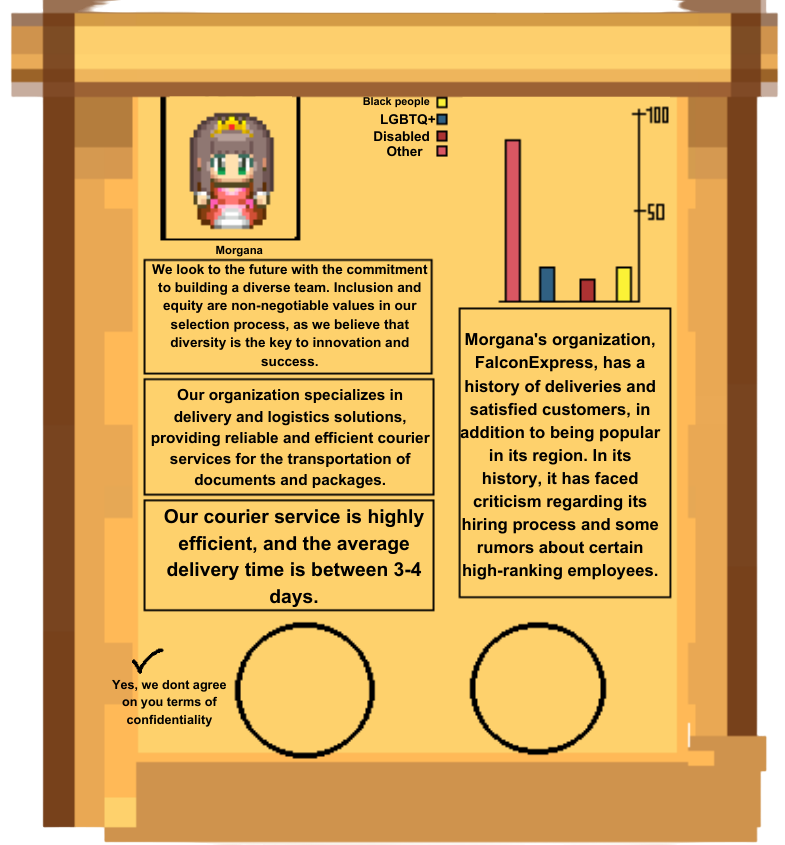 Black people
LGBTQ+
Disabled
Other
100
50
Morgana
We look to the future with the commitment
to building a diverse team. Inclusion and
equity are non-negotiable values in our
selection process, as we believe that
diversity is the key to innovation and
success.
Our organization specializes in
delivery and logistics solutions,
providing reliable and efficient courier
services for the transportation of
documents and packages.
Our courier service is highly
efficient, and the average
delivery time is between 3-4
days.
Morgana's organization,
FalconExpress, has a
history of deliveries and
satisfied customers, in
addition to being popular
in its region. In its
history, it has faced
criticism regarding its
hiring process and some
rumors about certain
high-ranking employees.
Yes, we dont agree
on you terms of
confidentiality